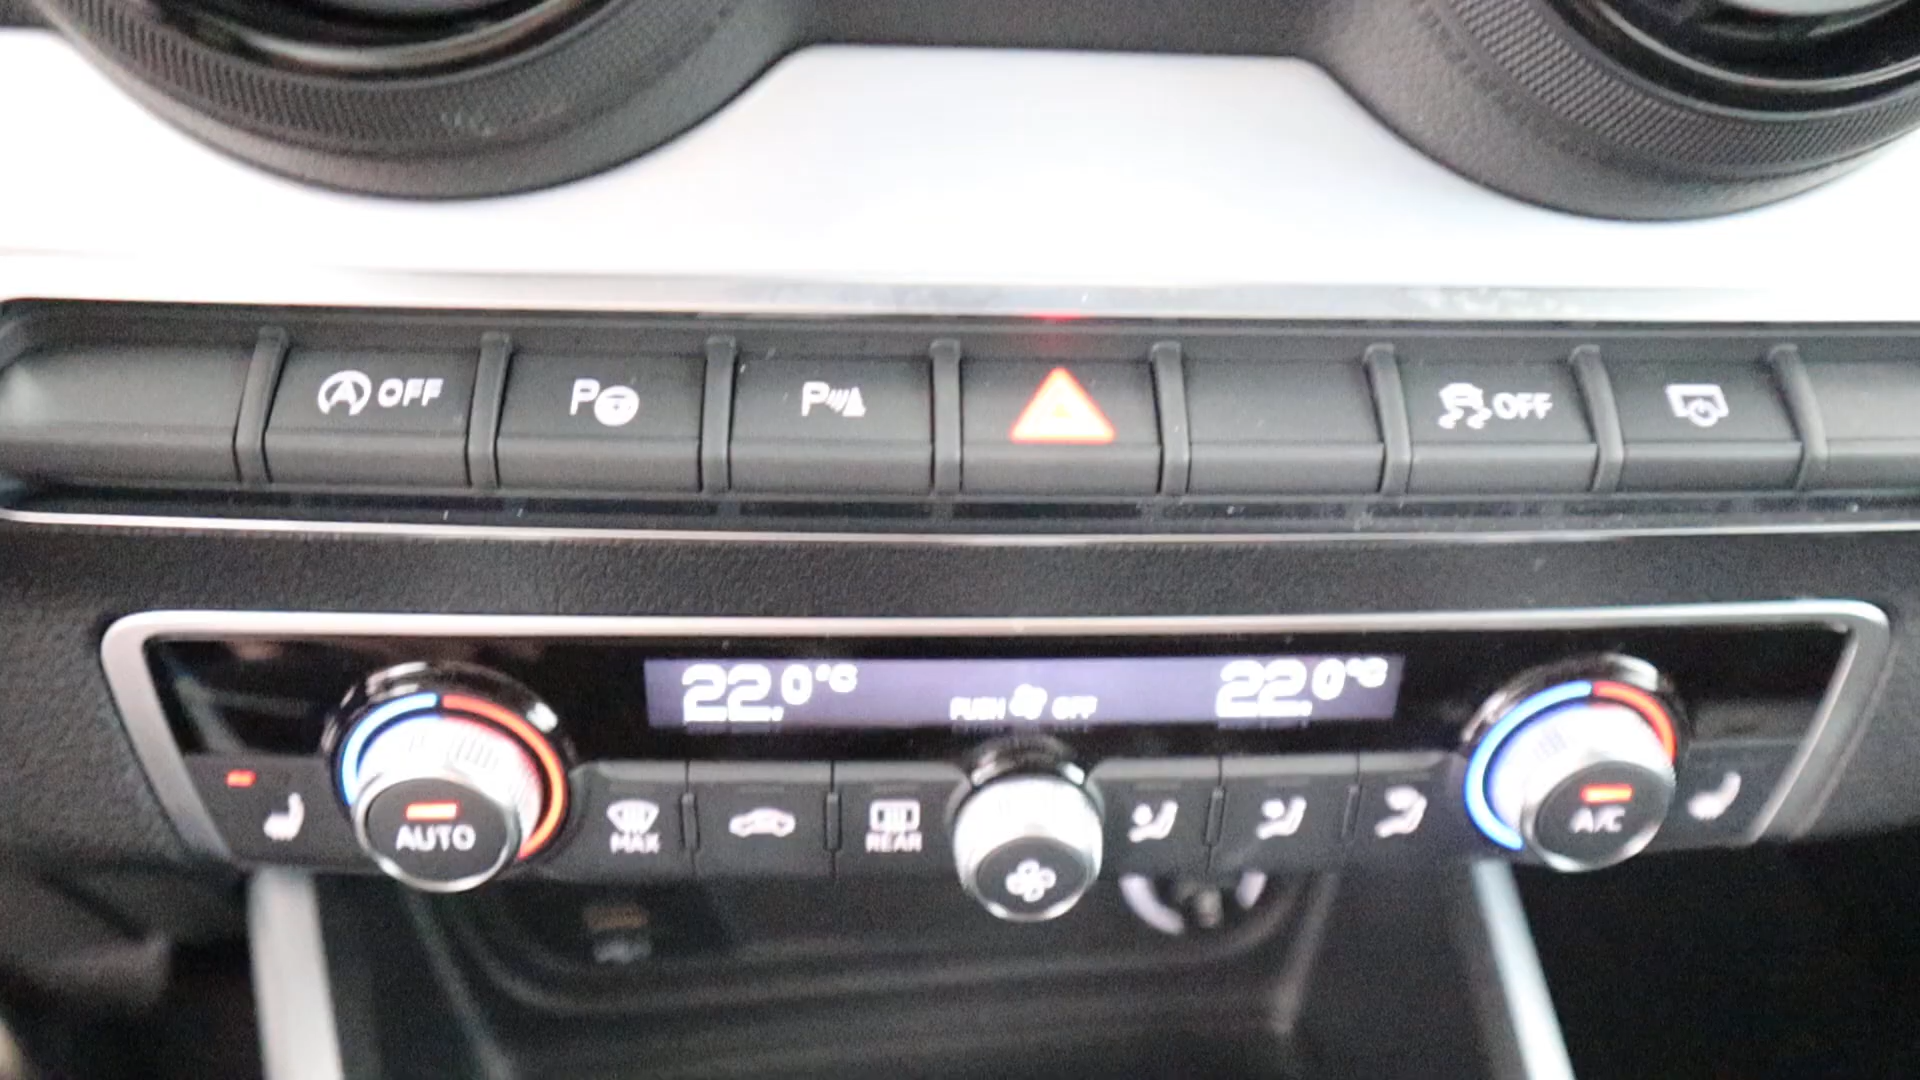 A OFF
P
P
OFF
22.0°C
PUSH OFF
22.0°C
AUTO
MAX
REAR
A/C